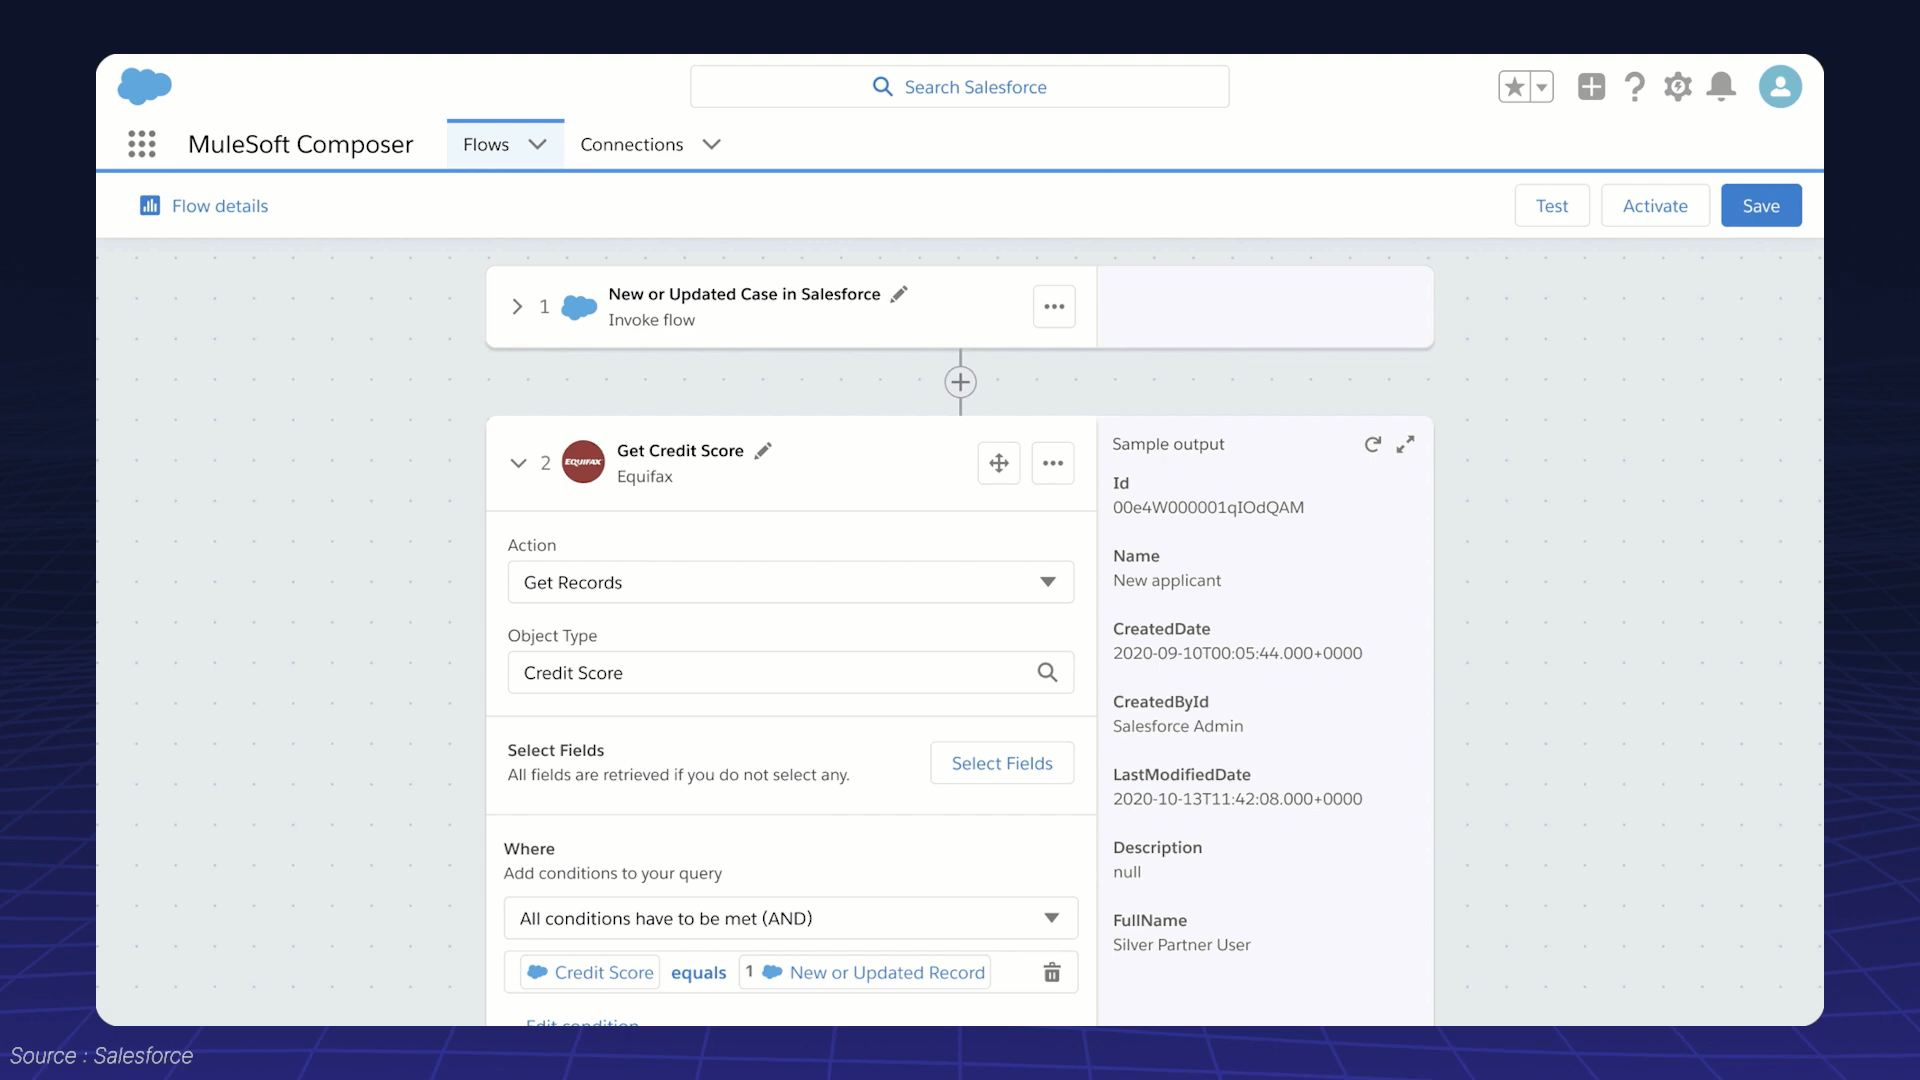 Search Salesforce
MuleSoft Composer
Flows
Connections
Flow details
Test
Activate
Save
1
New or Updated Case in Salesforce
Invoke flow
2
EQUIFAX
Get Credit Score
Equifax
Action
Get Records
Object Type
Credit Score
Select Fields
All fields are retrieved if you do not select any.
Select Fields
Where
Add conditions to your query
All conditions have to be met (AND)
Credit Score equals 1 New or Updated Record
Edit condition
Sample output
Id
00e4W000001qIOdQAM
Name
New applicant
CreatedDate
2020-09-10T00:05:44.000+0000
CreatedById
Salesforce Admin
LastModifiedDate
2020-10-13T11:42:08.000+0000
Description
null
FullName
Silver Partner User
Source : Salesforce